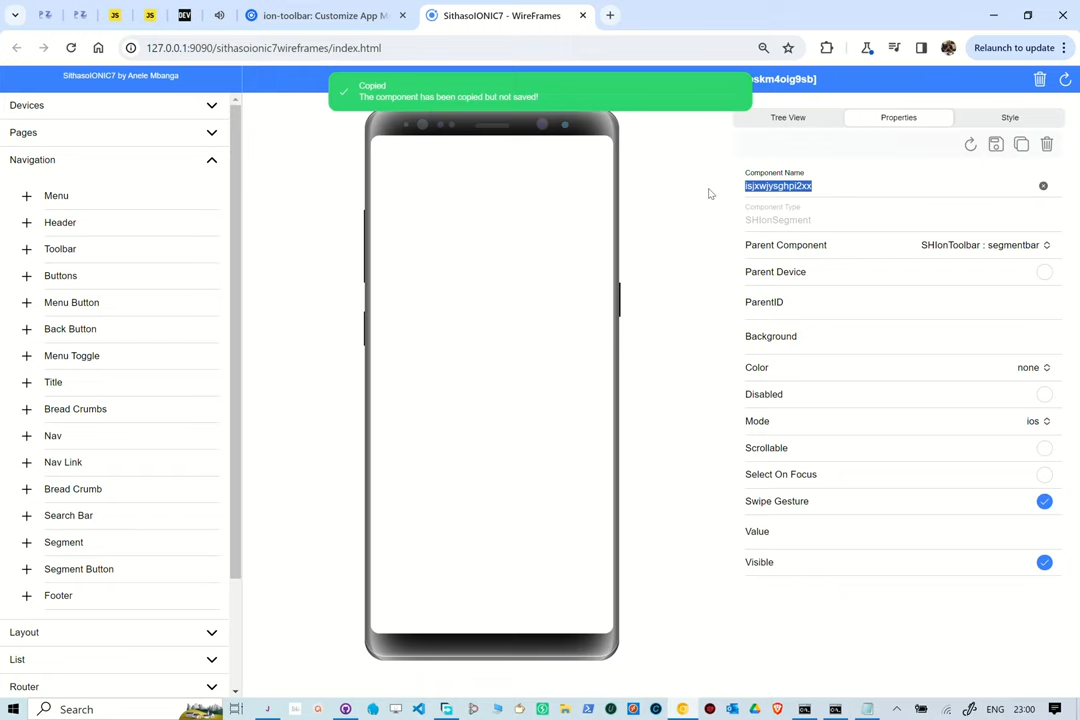 ion-toolbar: Customize App M
SithasoIONIC7 - WireFrames
127.0.0.1:9090/sithasoionic7wireframes/index.html
Relaunch to update
SithasoIONIC7 by Anele Mbanga
Copied
The component has been copied but not saved!
skm4oig9sb]
Devices
Pages
Navigation
Menu
Header
Toolbar
Buttons
Menu Button
Back Button
Menu Toggle
Title
Bread Crumbs
Nav
Nav Link
Bread Crumb
Search Bar
Segment
Segment Button
Footer
Layout
List
Router
Tree View
Properties
Style
Component Name
isjxwjysghpi2xx
Component Type
SHIonSegment
Parent Component SHIonToolbar : segmentbar
Parent Device
ParentID
Background
Color none
Disabled
Mode ios
Scrollable
Select On Focus
Swipe Gesture
Value
Visible
Search
ENG
23:00